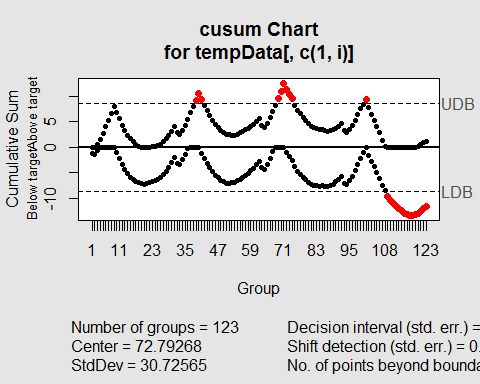 cusum Chart
for tempData[, c(1, i)]
Cumulative Sum
Below target
Above target
5
0
-10
UDB
LDB
1 11 23 35 47 59 71 83 95 108 123
Group
Number of groups = 123
Center = 72.79268
StdDev = 30.72565
Decision interval (std. err.) =
Shift detection (std. err.) = 0.
No. of points beyond bounda